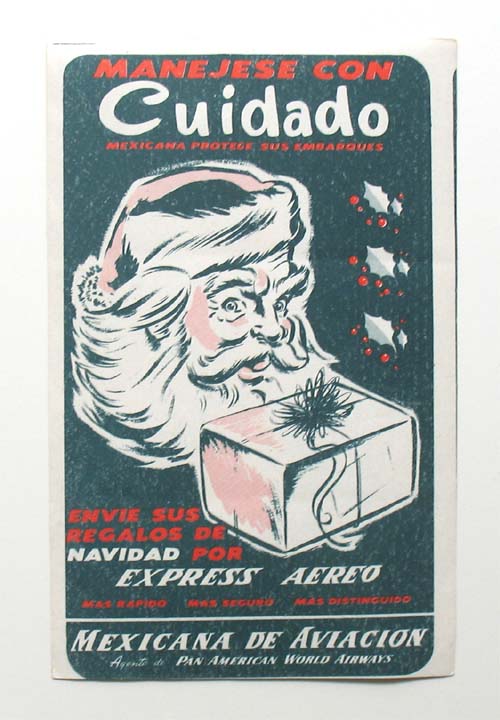 MANEJESE CON
Cuidado
MEXICANA PROTEGE SUS EMBARQUES
ENVIE SUS
REGALOS DE
NAVIDAD POR
EXPRESS AEREO
MAS RAPIDO MAS SEGURO MAS DISTINGUIDO
MEXICANA DE AVIACION
Agente de PAN AMERICAN WORLD AIRWAYS